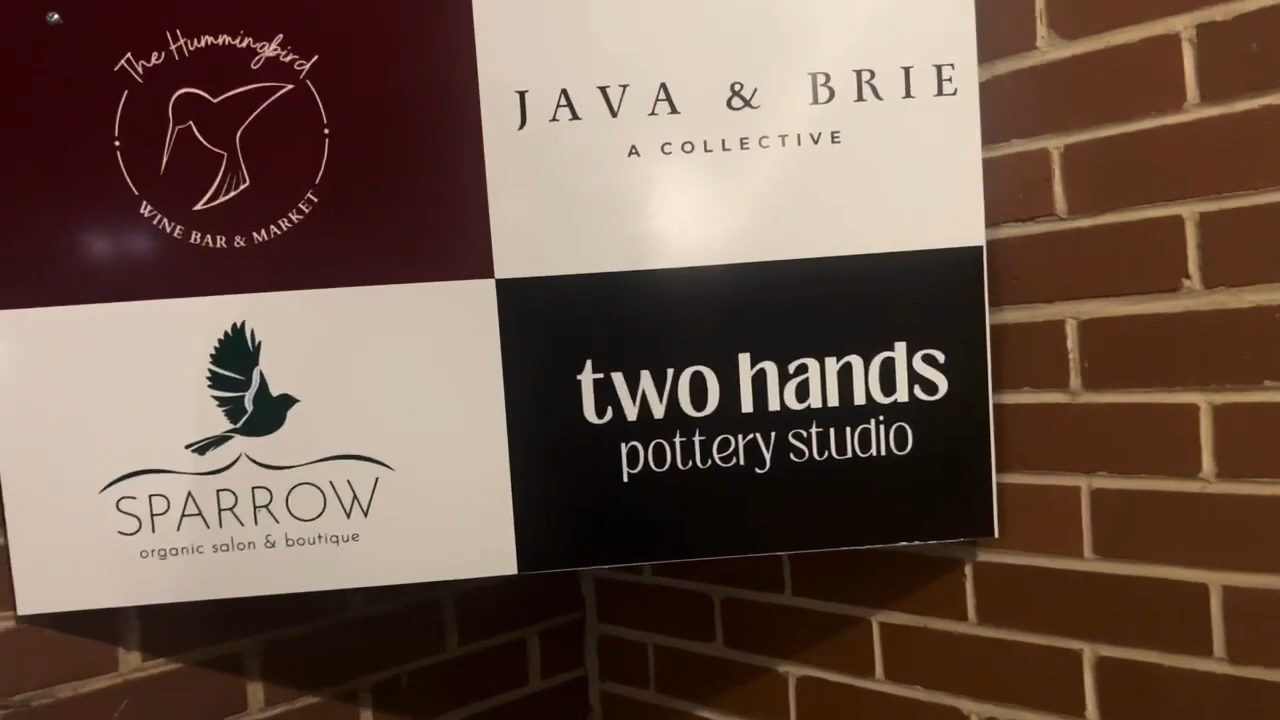 The Hummingbird
WINE BAR & MARKET
JAVA & BRIE
A COLLECTIVE
SPARROW
organic salon & boutique
two hands
pottery studio